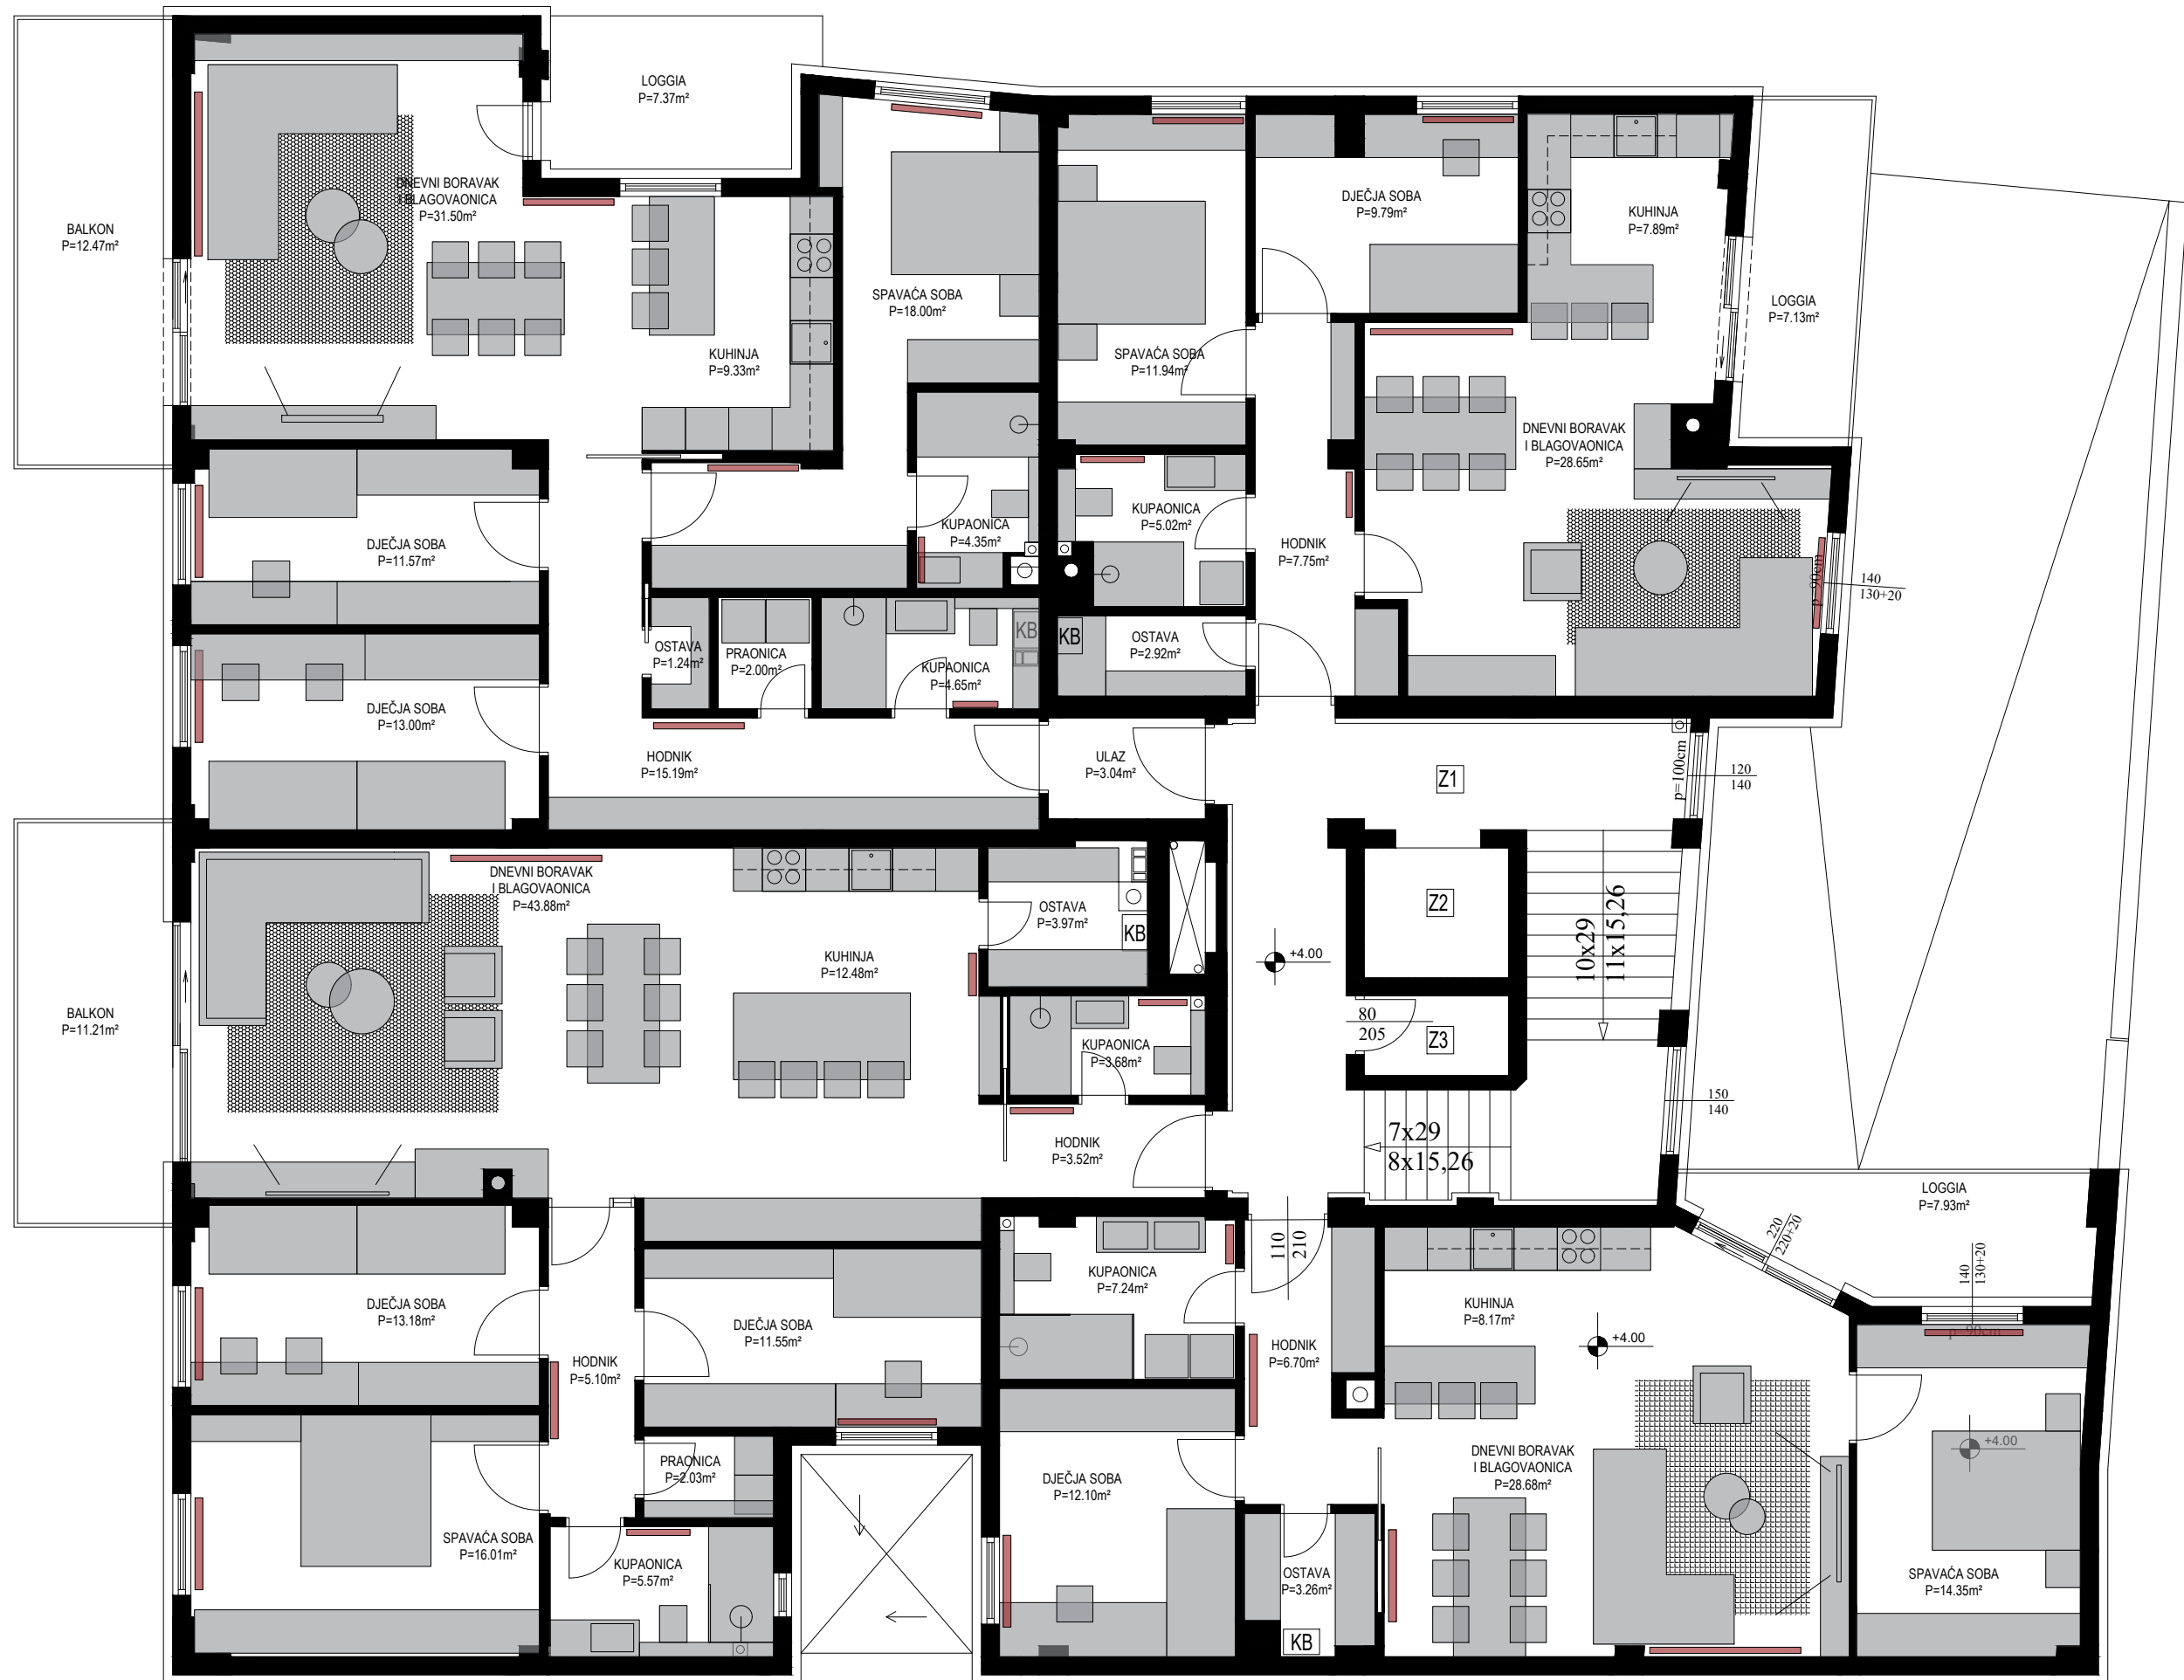 LOGGIA
P=7.37m²
BALKON
P=12.47m²
DNEVNI BORAVAK
I BLAGOVAONICA
P=31.50m²
KUHINJA
P=9.33m²
SPAVAĆA SOBA
P=18.00m²
SPAVAĆA SOBA
P=11.94m²
DJEČJA SOBA
P=9.79m²
KUHINJA
P=7.89m²
LOGGIA
P=7.13m²
DNEVNI BORAVAK
I BLAGOVAONICA
P=28.65m²
DJEČJA SOBA
P=11.57m²
KUPAONICA
P=4.35m²
KUPAONICA
P=5.02m²
HODNIK
P=7.75m²
p=90cm
140
130+20
DJEČJA SOBA
P=13.00m²
OSTAVA
P=1.24m²
PRAONICA
P=2.00m²
KUPAONICA
P=4.65m²
KB
KB
OSTAVA
P=2.92m²
HODNIK
P=15.19m²
ULAZ
P=3.04m²
Z1
p=100cm
120
140
DNEVNI BORAVAK
I BLAGOVAONICA
P=43.88m²
KUHINJA
P=12.48m²
OSTAVA
P=3.97m²
KB
+4.00
Z2
10x29
11x15,26
BALKON
P=11.21m²
KUPAONICA
P=3.68m²
80
205
Z3
HODNIK
P=3.52m²
7x29
8x15,26
150
140
LOGGIA
P=7.93m²
DJEČJA SOBA
P=13.18m²
HODNIK
P=5.10m²
DJEČJA SOBA
P=11.55m²
KUPAONICA
P=7.24m²
110
210
HODNIK
P=6.70m²
KUHINJA
P=8.17m²
+4.00
220
220+20
140
130+20
p=90cm
SPAVAĆA SOBA
P=16.01m²
PRAONICA
P=2.03m²
KUPAONICA
P=5.57m²
DJEČJA SOBA
P=12.10m²
OSTAVA
P=3.26m²
KB
DNEVNI BORAVAK
I BLAGOVAONICA
P=28.68m²
+4.00
SPAVAĆA SOBA
P=14.35m²